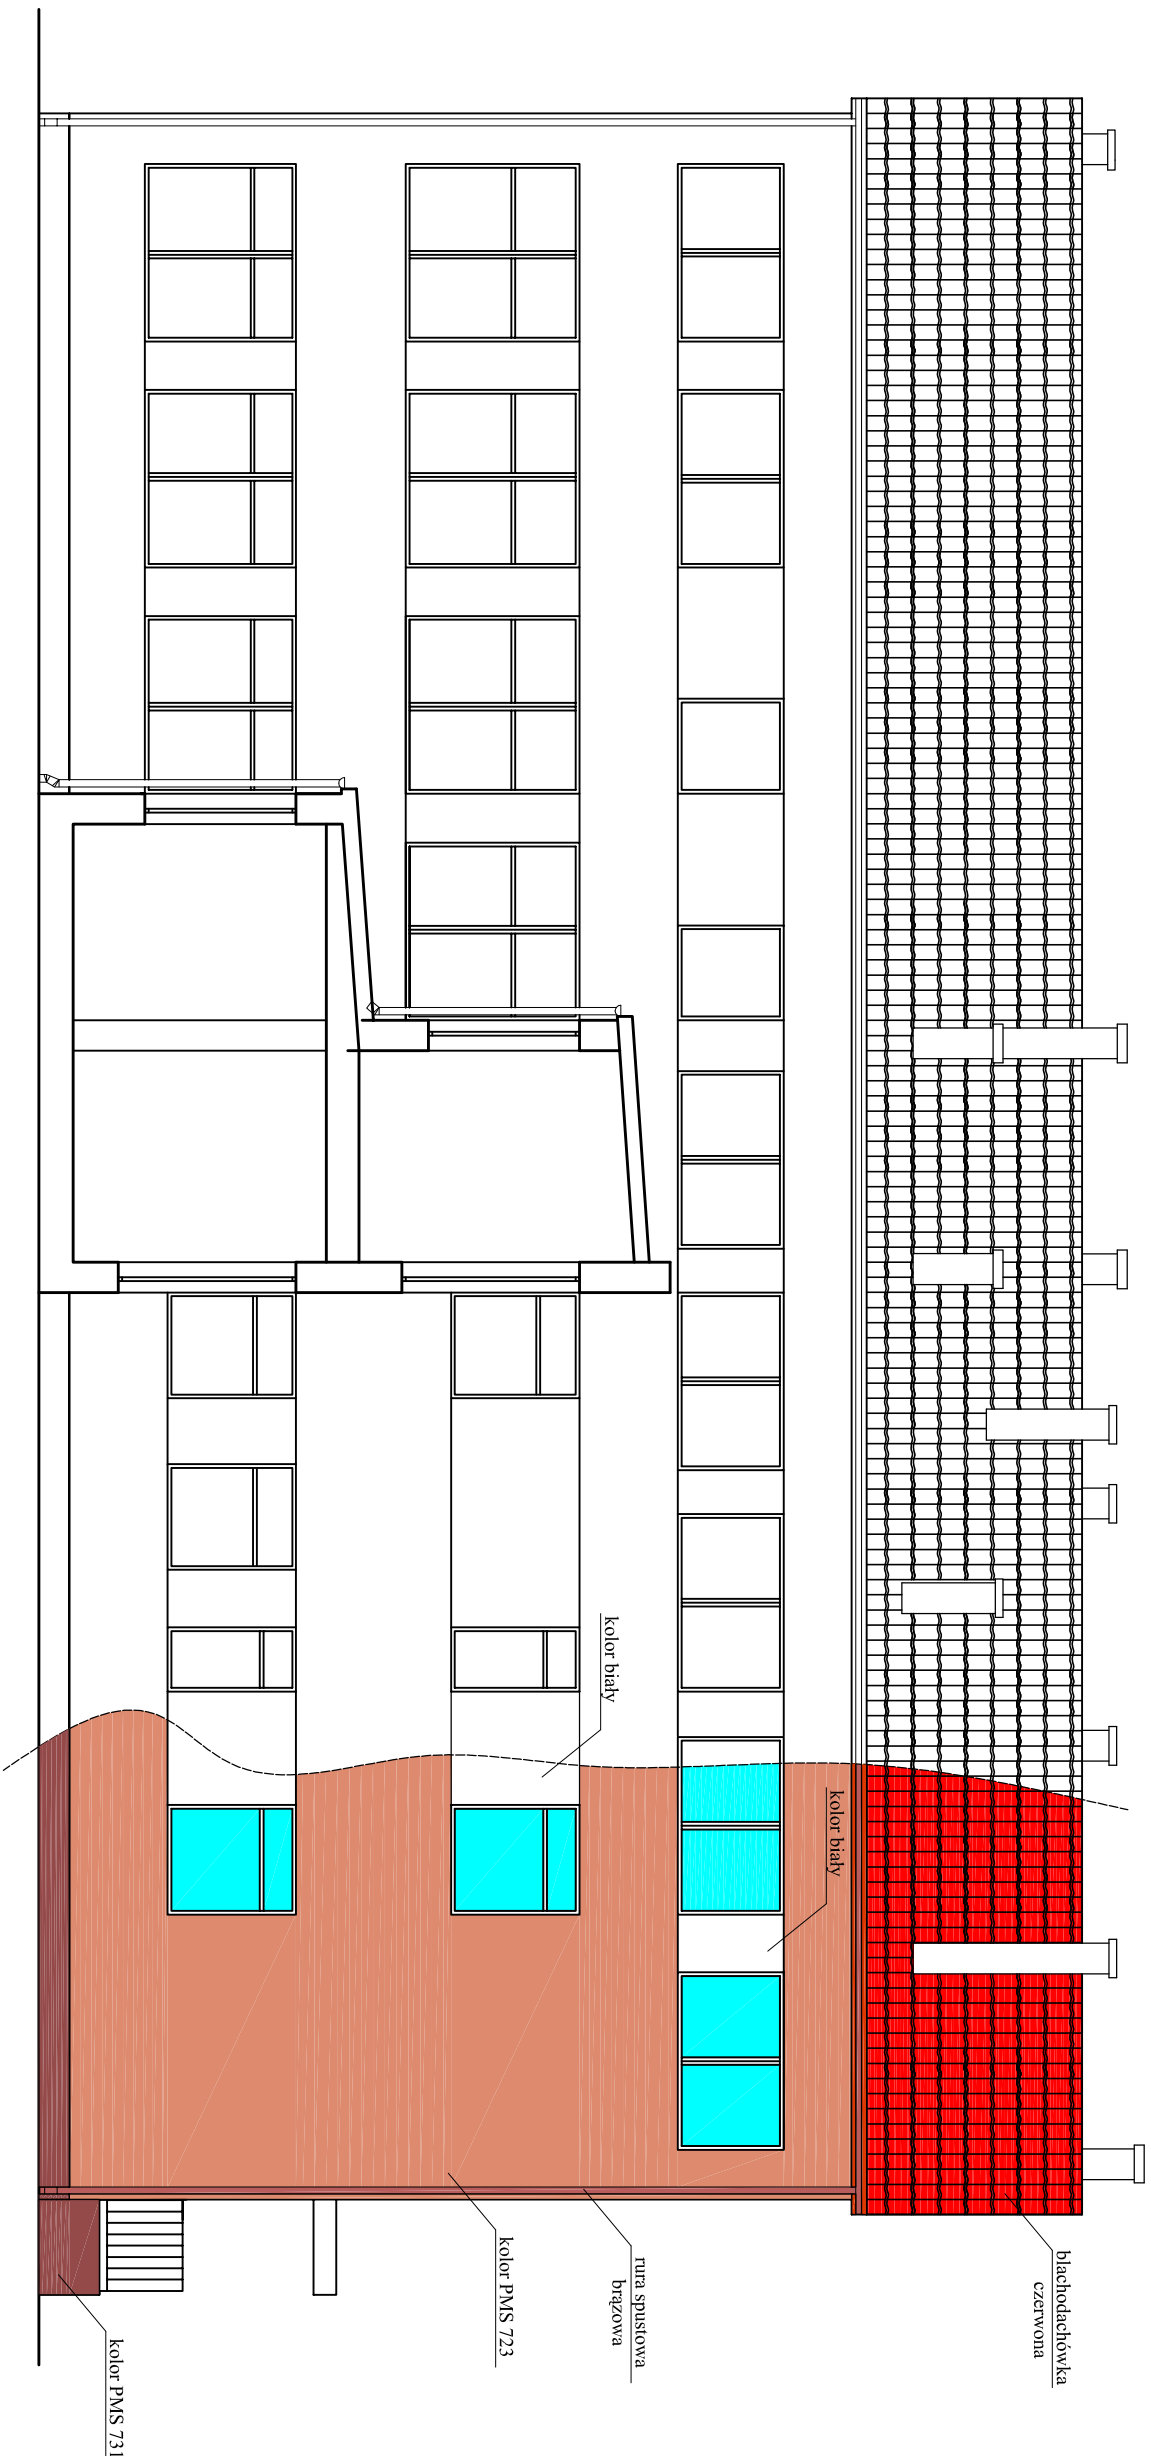 blachodachówka
czerwona
kolor biały
kolor biały
rura spustowa
brązowa
kolor PMS 723
kolor PMS 731